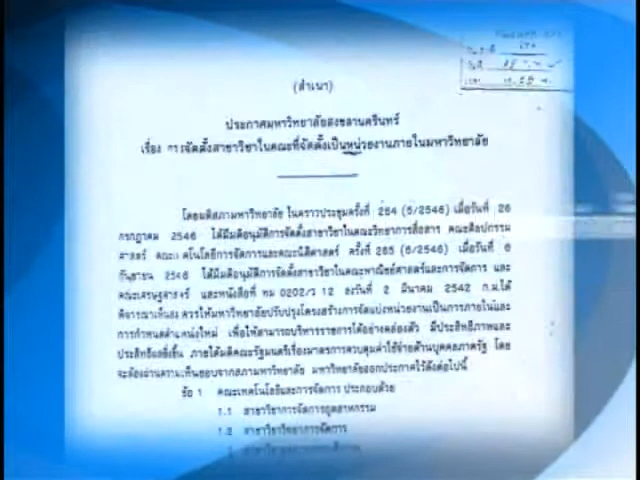 (สำเนา)
ประกาศมหาวิทยาลัยสงขลานครินทร์
เรื่อง การจัดตั้งสาขาวิชาในคณะที่จัดตั้งเป็นหน่วยงานภายในมหาวิทยาลัย
โดยมติสภามหาวิทยาลัย ในคราวประชุมครั้งที่ 264 (5/2546) เมื่อวันที่ 26
กรกฎาคม 2546 ได้มีมติอนุมัติการจัดตั้งสาขาวิชาในคณะวิทยาการสื่อสาร คณะศิลปกรรม
ศาสตร์ คณะเทคโนโลยีการจัดการและคณะนิติศาสตร์ ครั้งที่ 265 (6/2546) เมื่อวันที่ 6
กันยายน 2546 ได้มีมติอนุมัติการจัดตั้งสาขาวิชาในคณะพาณิชย์ศาสตร์และการจัดการ และ
คณะเศรษฐศาสตร์ และหนังสือที่ ทม 0202/ว 12 ลงวันที่ 2 มีนาคม 2542 ก.ม.ได้
พิจารณาเห็นสมควรให้มหาวิทยาลัยปรับปรุงโครงสร้างการจัดแบ่งหน่วยงานเป็นการภายในและ
การกำหนดตำแหน่งใหม่ เพื่อให้สามารถบริหารราชการได้อย่างคล่องตัว มีประสิทธิภาพและ
ประสิทธิผลยิ่งขึ้น ภายใต้มติคณะรัฐมนตรีเรื่องมาตรการควบคุมค่าใช้จ่ายด้านบุคคลภาครัฐ โดย
จะต้องผ่านความเห็นชอบจากสภามหาวิทยาลัย มหาวิทยาลัยออกประกาศไว้ดังต่อไปนี้
ข้อ 1 คณะเทคโนโลยีและการจัดการ ประกอบด้วย
1.1 สาขาวิชาการจัดการอุตสาหกรรม
1.2 สาขาวิชาวิทยาการจัดการ